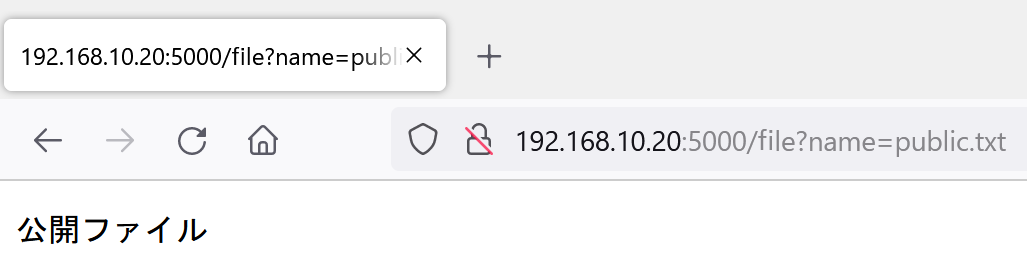 192.168.10.20:5000/file?name=publi
192.168.10.20:5000/file?name=public.txt
公開ファイル